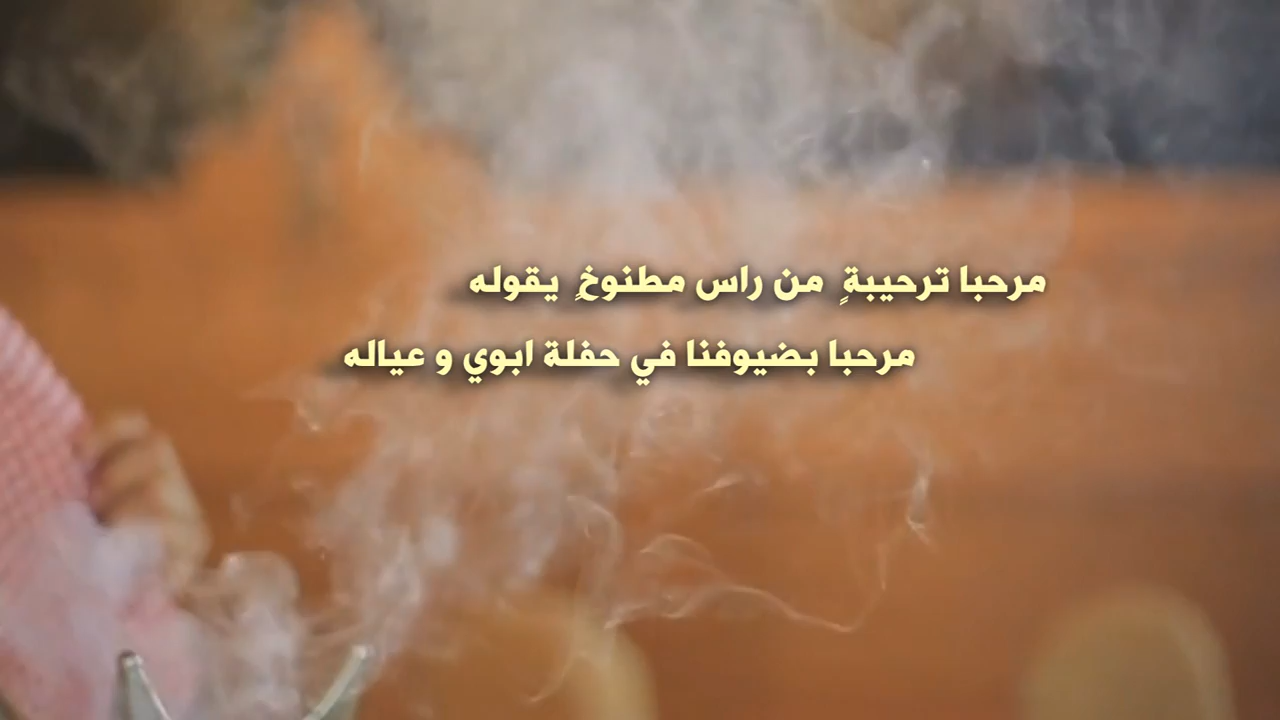 مرحبا ترحيبةٍ من راس مطنوخٍ يقوله
مرحبا بضيوفنا في حفلة ابوي و عياله